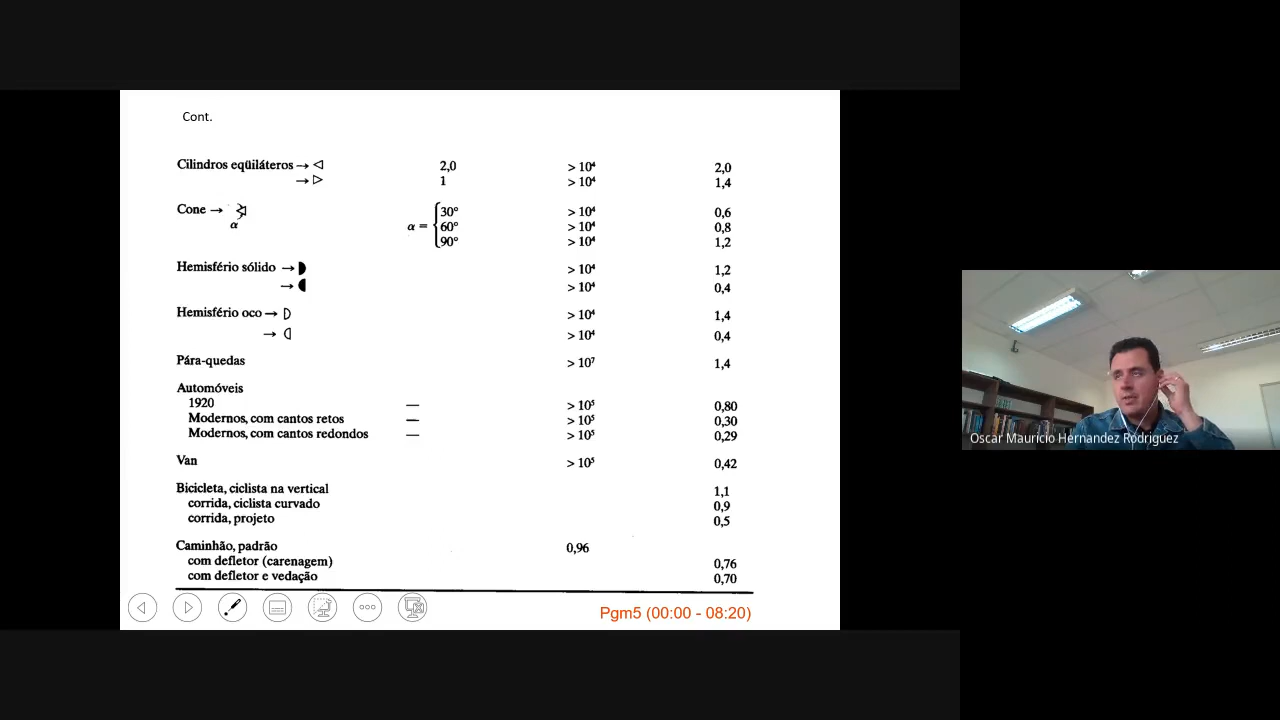 Cont.
Cilindros eqüiláteros → ◁ 2,0 > 10⁴ 2,0
→ ▷ 1 > 10⁴ 1,4
Cone → α α = { 30° > 10⁴ 0,6
60° > 10⁴ 0,8
90° > 10⁴ 1,2
Hemisfério sólido → > 10⁴ 1,2
→ > 10⁴ 0,4
Hemisfério oco → > 10⁴ 1,4
→ > 10⁴ 0,4
Pára-quedas > 10⁷ 1,4
Automóveis
1920 — > 10⁵ 0,80
Modernos, com cantos retos — > 10⁵ 0,30
Modernos, com cantos redondos — > 10⁵ 0,29
Van > 10⁵ 0,42
Bicicleta, ciclista na vertical 1,1
corrida, ciclista curvado 0,9
corrida, projeto 0,5
Caminhão, padrão 0,96
com defletor (carenagem) 0,76
com defletor e vedação 0,70
Pgm5 (00:00 - 08:20)
Oscar Mauricio Hernandez Rodriguez